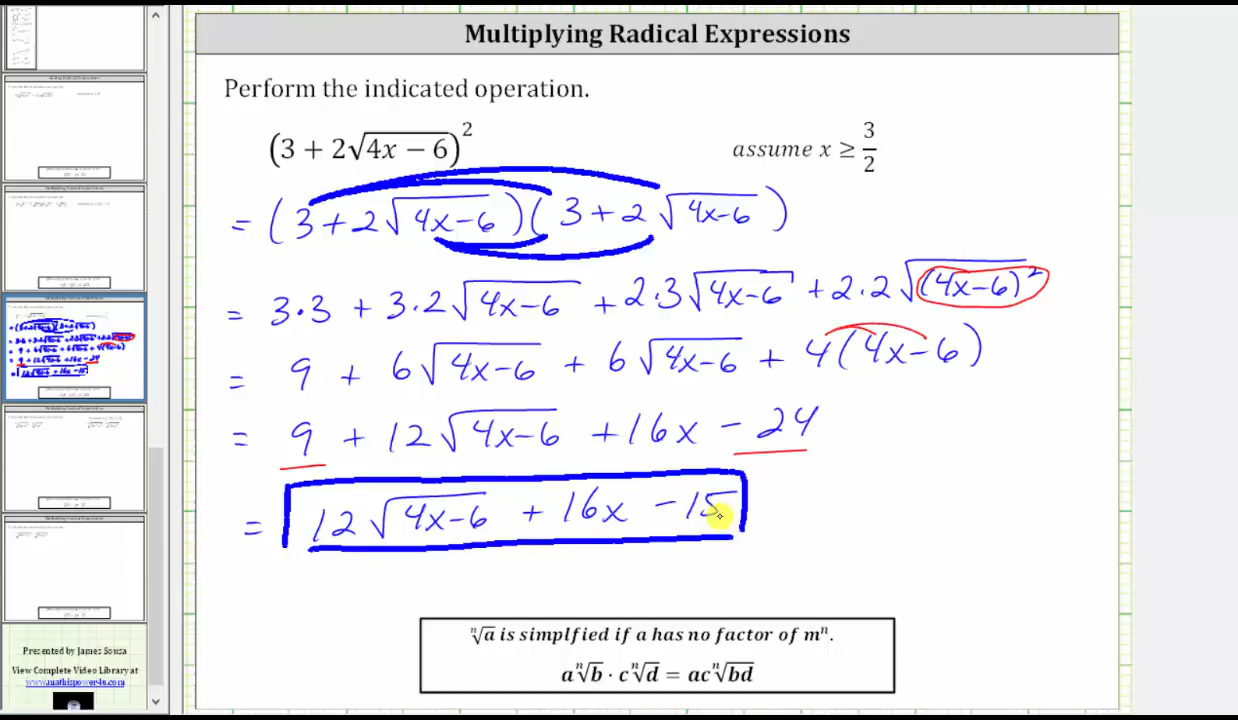 Multiplying Radical Expressions
Perform the indicated operation.
(3 + 2√(4x − 6))² assume x ≥ 3/2
= (3 + 2√(4x−6))(3 + 2√(4x−6))
= 3·3 + 3·2√(4x−6) + 2·3√(4x−6) + 2·2√((4x−6)²)
= 9 + 6√(4x−6) + 6√(4x−6) + 4(4x−6)
= 9 + 12√(4x−6) + 16x − 24
= 12√(4x−6) + 16x − 15
ⁿ√a is simplfied if a has no factor of mⁿ.
aⁿ√b · cⁿ√d = acⁿ√bd
Presented by James Sousa
View Complete Video Library at
www.mathispower4u.com